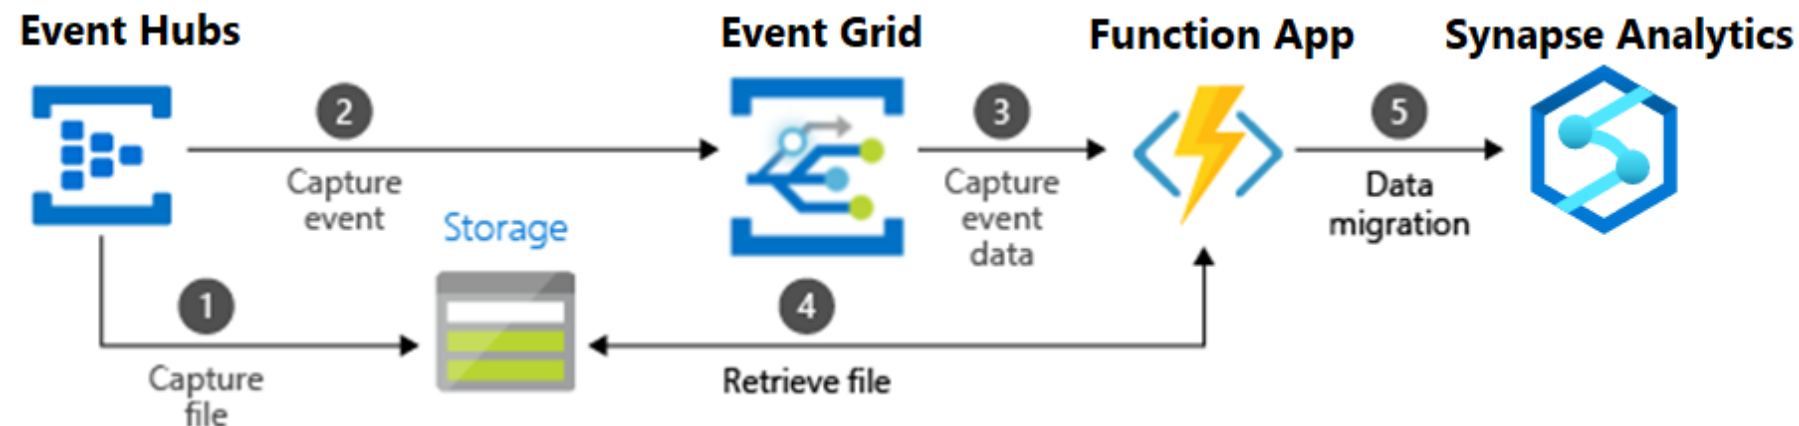 Event Hubs
Event Grid
Function App
Synapse Analytics
2
Capture
event
3
Capture
event
data
5
Data
migration
Storage
1
Capture
file
4
Retrieve file